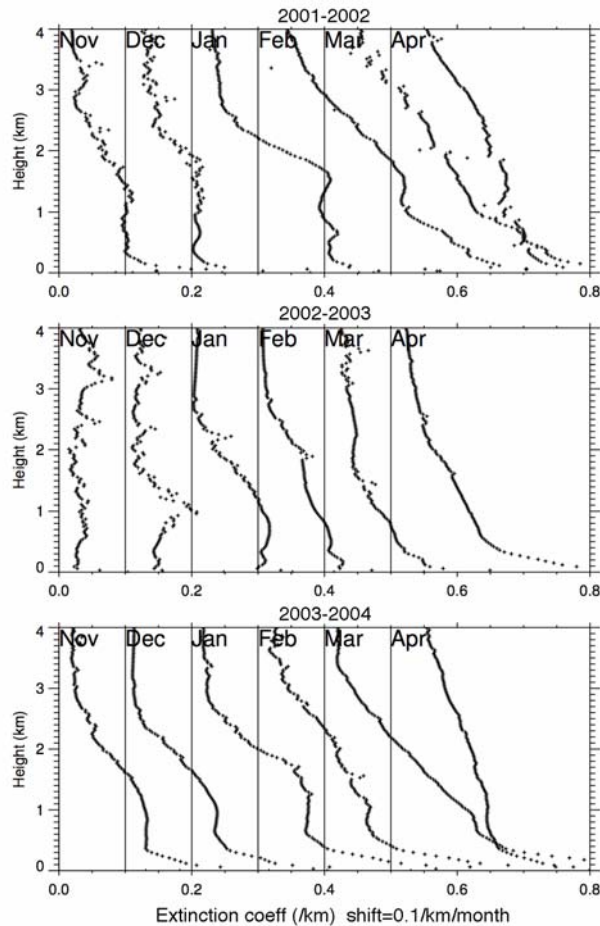 2001-2002
Nov Dec Jan Feb Mar Apr
4
3
2
1
0
Height (km)
0.0 0.2 0.4 0.6 0.8
2002-2003
Nov Dec Jan Feb Mar Apr
4
3
2
1
0
Height (km)
0.0 0.2 0.4 0.6 0.8
2003-2004
Nov Dec Jan Feb Mar Apr
4
3
2
1
0
Height (km)
0.0 0.2 0.4 0.6 0.8
Extinction coeff (/km) shift=0.1/km/month